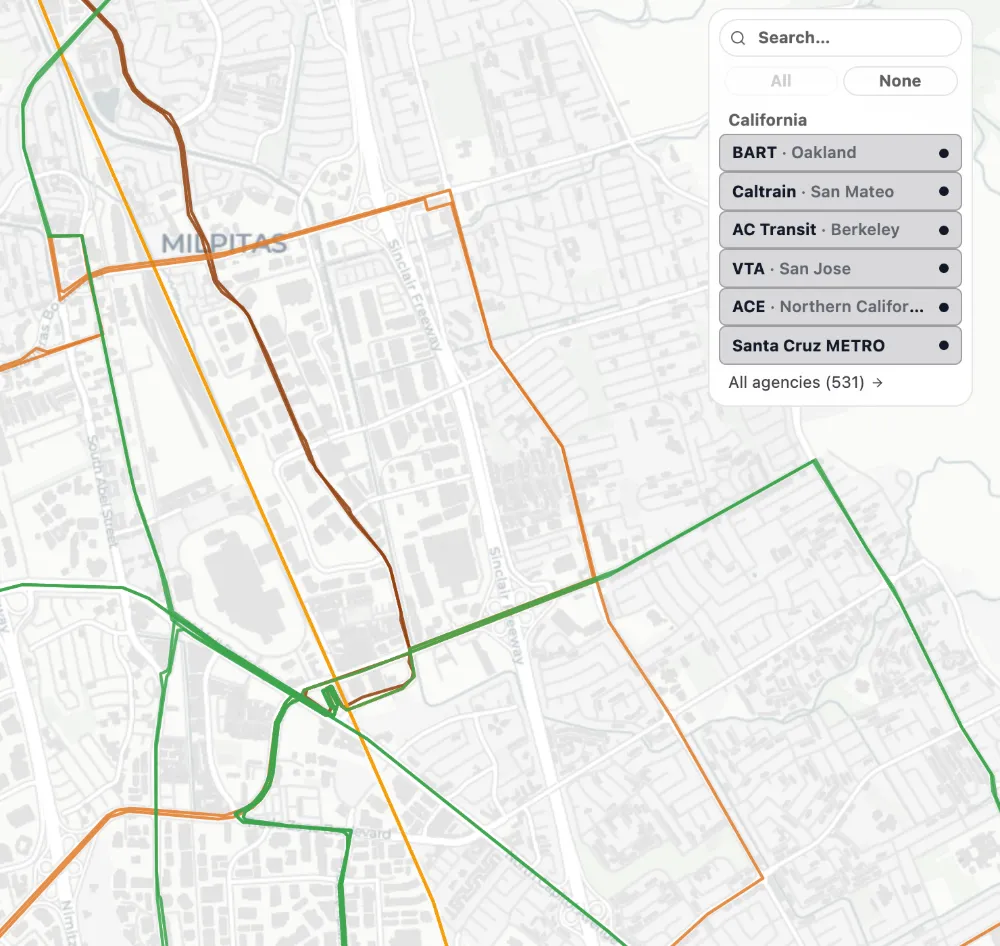 Search...
All
None
California
BART · Oakland
Caltrain · San Mateo
AC Transit · Berkeley
VTA · San Jose
ACE · Northern Califor...
Santa Cruz METRO
All agencies (531) →
MILPITAS
Sinclair Freeway
South Abel Street
Sinclair Freeway